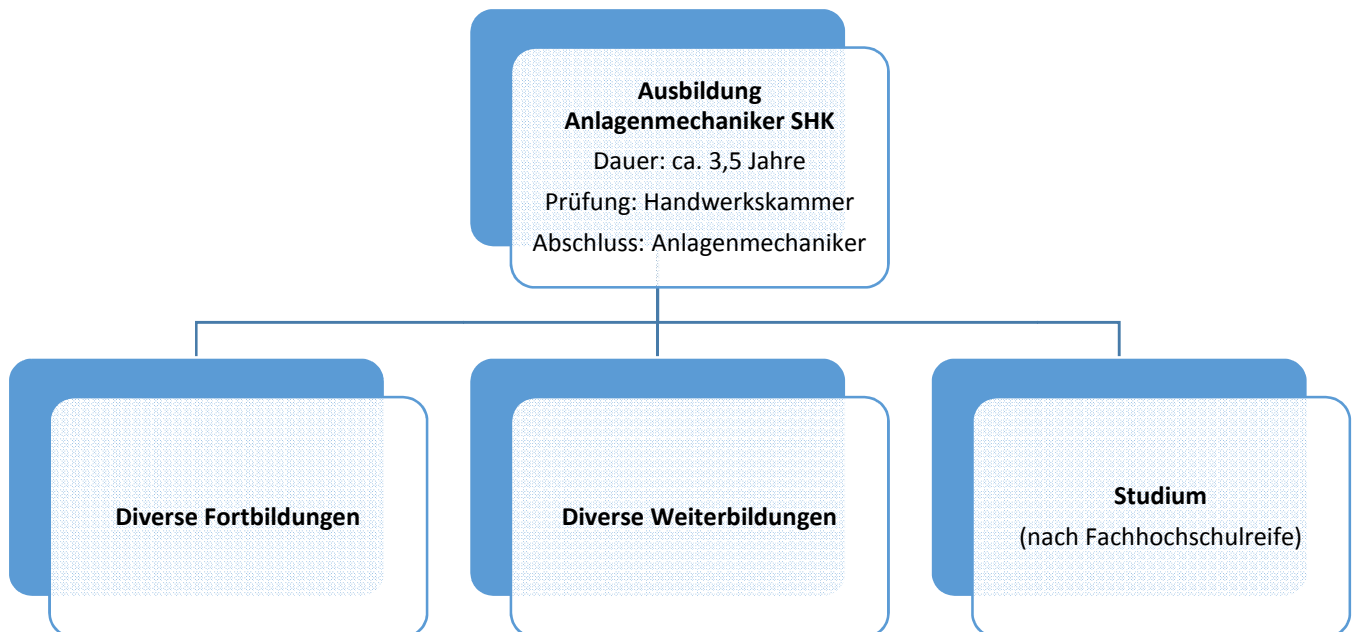 Ausbildung
Anlagenmechaniker SHK
Dauer: ca. 3,5 Jahre
Prüfung: Handwerkskammer
Abschluss: Anlagenmechaniker
Diverse Fortbildungen
Diverse Weiterbildungen
Studium
(nach Fachhochschulreife)